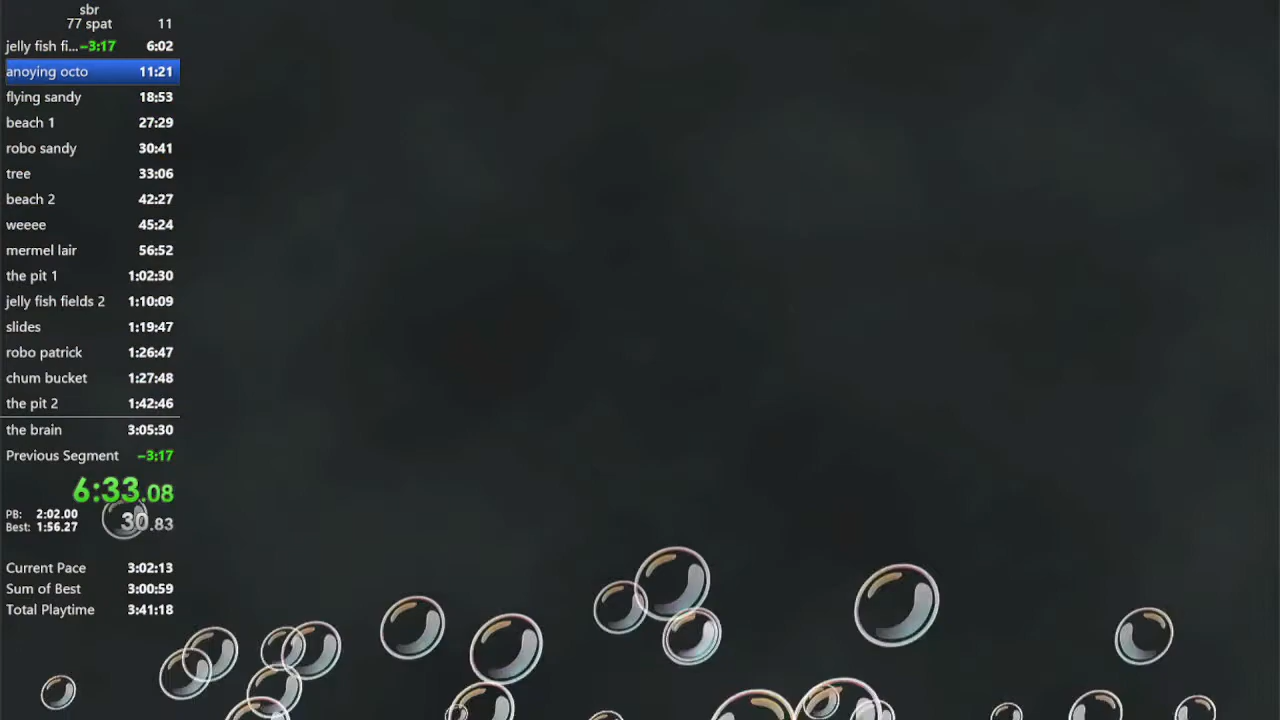 sbr
77 spat 11
jelly fish fi... −3:17 6:02
anoying octo 11:21
flying sandy 18:53
beach 1 27:29
robo sandy 30:41
tree 33:06
beach 2 42:27
weeee 45:24
mermel lair 56:52
the pit 1 1:02:30
jelly fish fields 2 1:10:09
slides 1:19:47
robo patrick 1:26:47
chum bucket 1:27:48
the pit 2 1:42:46
the brain 3:05:30
Previous Segment −3:17
6:33.08
PB: 2:02.00
Best: 1:56.27 30.83
Current Pace 3:02:13
Sum of Best 3:00:59
Total Playtime 3:41:18